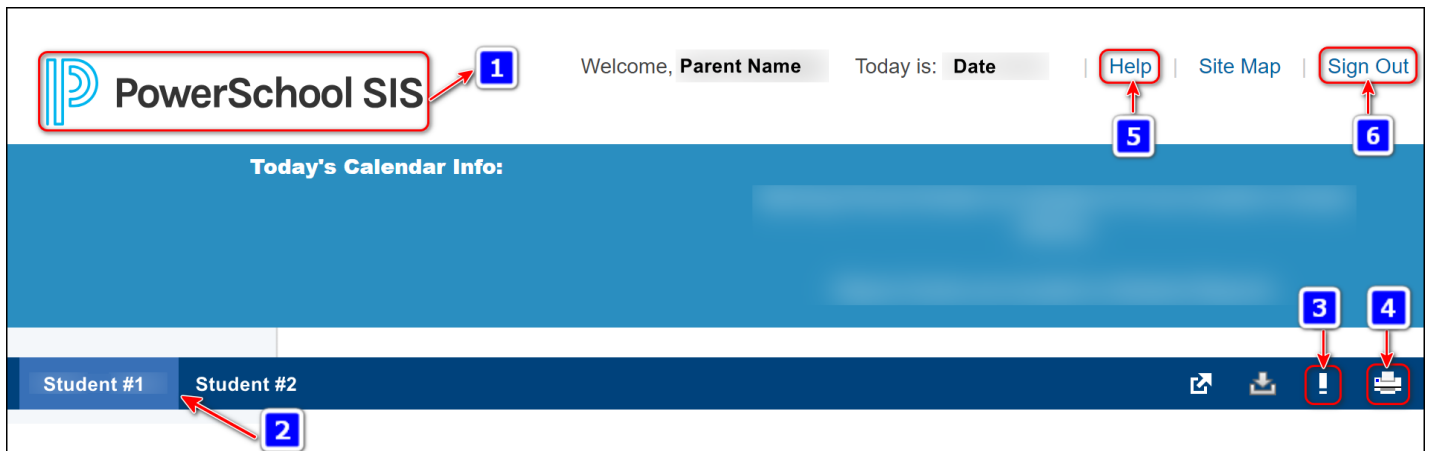 PowerSchool SIS 1 Welcome, Parent Name Today is: Date | Help | Site Map | Sign Out
5 6
Today's Calendar Info:
3 4
Student #1 Student #2
2